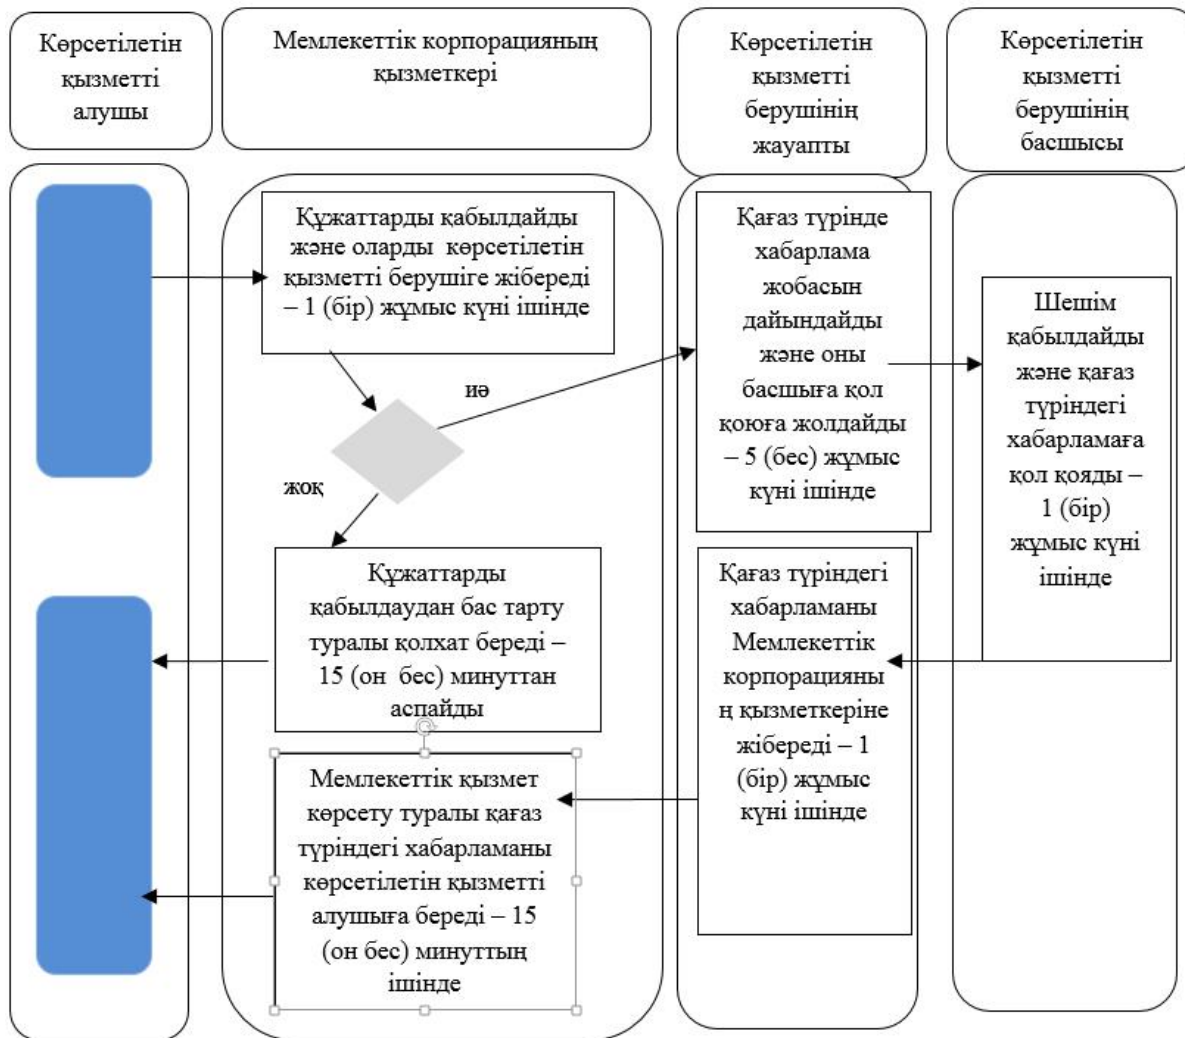 Көрсетілетін
қызметті
алушы
Мемлекеттік корпорацияның
қызметкері
Көрсетілетін
қызметті
берушінің
жауапты
Көрсетілетін
қызметті
берушінің
басшысы
Құжаттарды қабылдайды
және оларды көрсетілетін
қызметті берушіге жібереді
– 1 (бір) жұмыс күні ішінде
иә
жоқ
Құжаттарды
қабылдаудан бас тарту
туралы қолхат береді –
15 (он бес) минуттан
аспайды
Мемлекеттік қызмет
көрсету туралы қағаз
түріндегі хабарламаны
көрсетілетін қызметті
алушыға береді – 15
(он бес) минуттың
ішінде
Қағаз түрінде
хабарлама
жобасын
дайындайды
және оны
басшыға қол
қоюға жолдайды
– 5 (бес) жұмыс
күні ішінде
Қағаз түріндегі
хабарламаны
Мемлекеттік
корпорацияны
ң қызметкеріне
жібереді – 1
(бір) жұмыс
күні ішінде
Шешім
қабылдайды
және қағаз
түріндегі
хабарламаға
қол қояды –
1 (бір)
жұмыс күні
ішінде